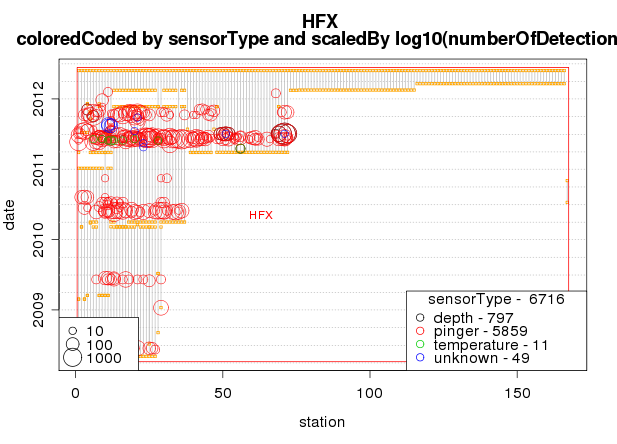 HFX
coloredCoded by sensorType and scaledBy log10(numberOfDetection
2012
2011
2010
2009
date
HFX
10
100
1000
sensorType - 6716
depth - 797
pinger - 5859
temperature - 11
unknown - 49
0 50 100 150
station